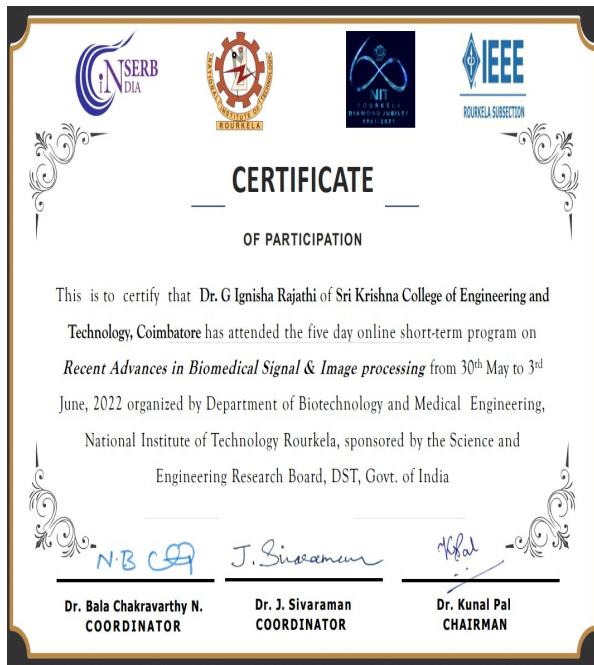 iNSERB
INDIA
NATIONAL INSTITUTE OF TECHNOLOGY
ROURKELA
NIT
ROURKELA
DIAMOND JUBILEE
1961-2021
IEEE
ROURKELA SUBSECTION
CERTIFICATE
OF PARTICIPATION
This is to certify that Dr. G Ignisha Rajathi of Sri Krishna College of Engineering and
Technology, Coimbatore has attended the five day online short-term program on
Recent Advances in Biomedical Signal & Image processing from 30th May to 3rd
June, 2022 organized by Department of Biotechnology and Medical Engineering,
National Institute of Technology Rourkela, sponsored by the Science and
Engineering Research Board, DST, Govt. of India
N.B
J. Sivaraman
KPal
Dr. Bala Chakravarthy N.
COORDINATOR
Dr. J. Sivaraman
COORDINATOR
Dr. Kunal Pal
CHAIRMAN